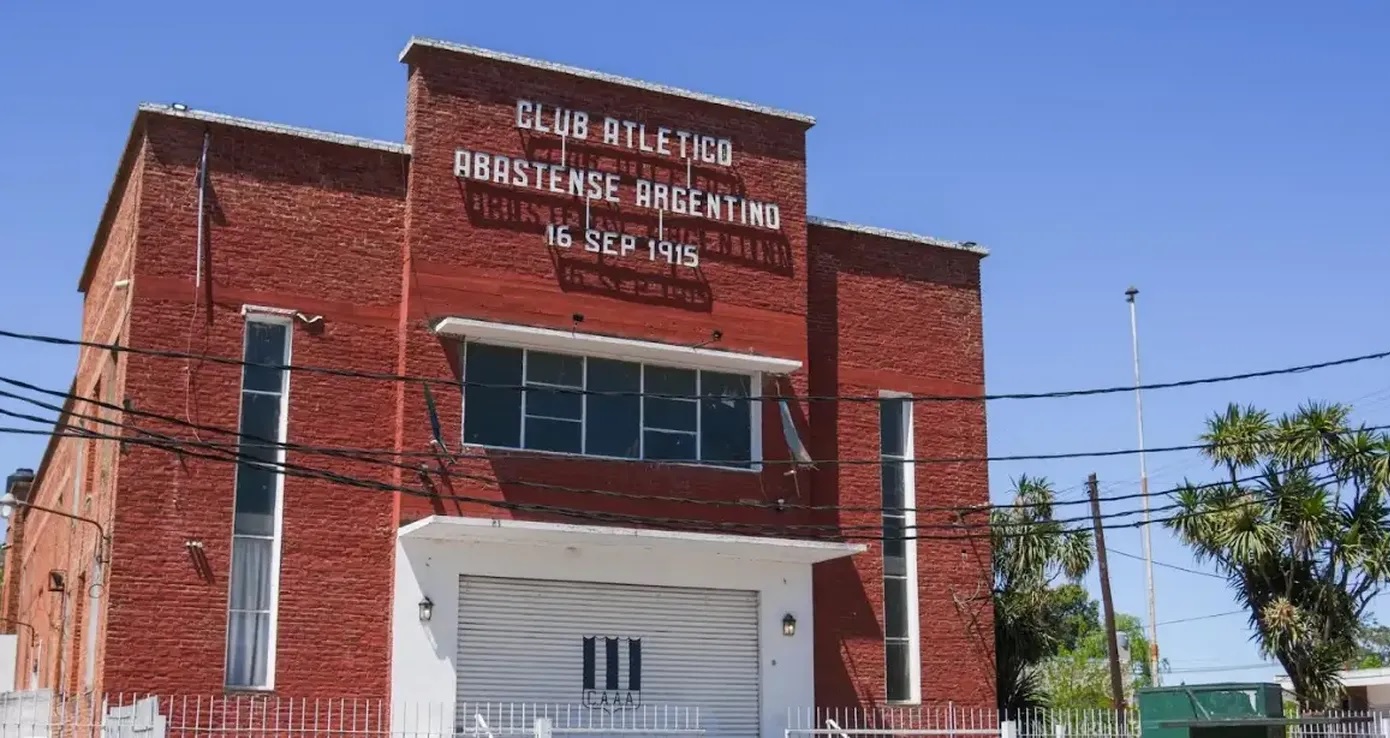 CLUB ATLETICO
ABASTENSE ARGENTINO
16 SEP 1915
CAAA